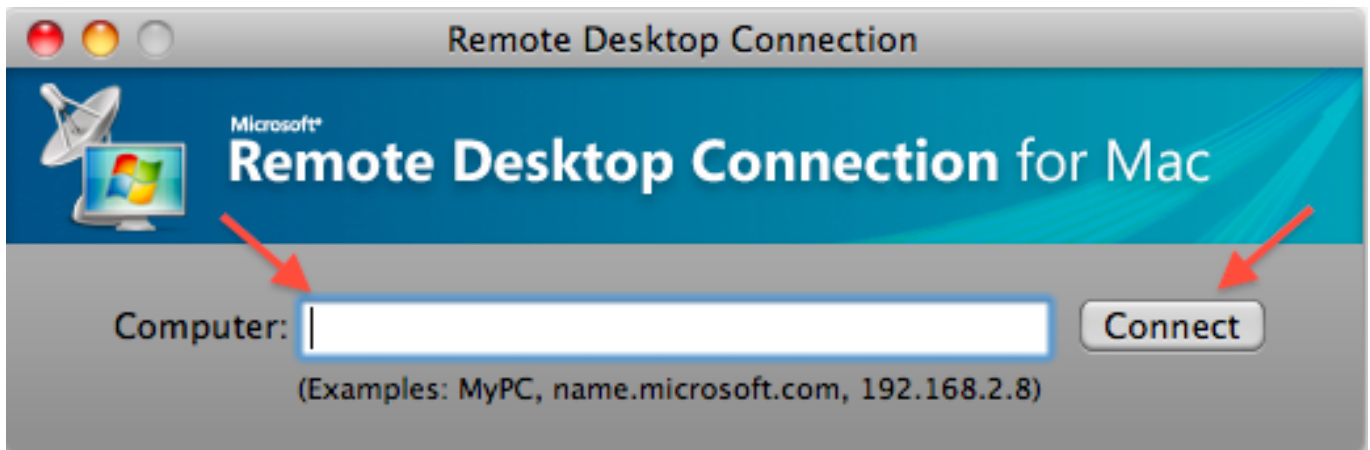 Remote Desktop Connection
Microsoft®
Remote Desktop Connection for Mac
Computer:
Connect
(Examples: MyPC, name.microsoft.com, 192.168.2.8)